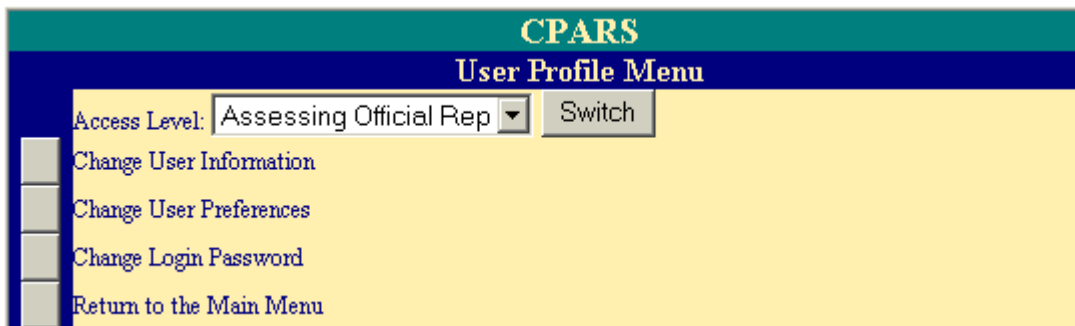 CPARS
User Profile Menu
Access Level: Assessing Official Rep Switch
Change User Information
Change User Preferences
Change Login Password
Return to the Main Menu